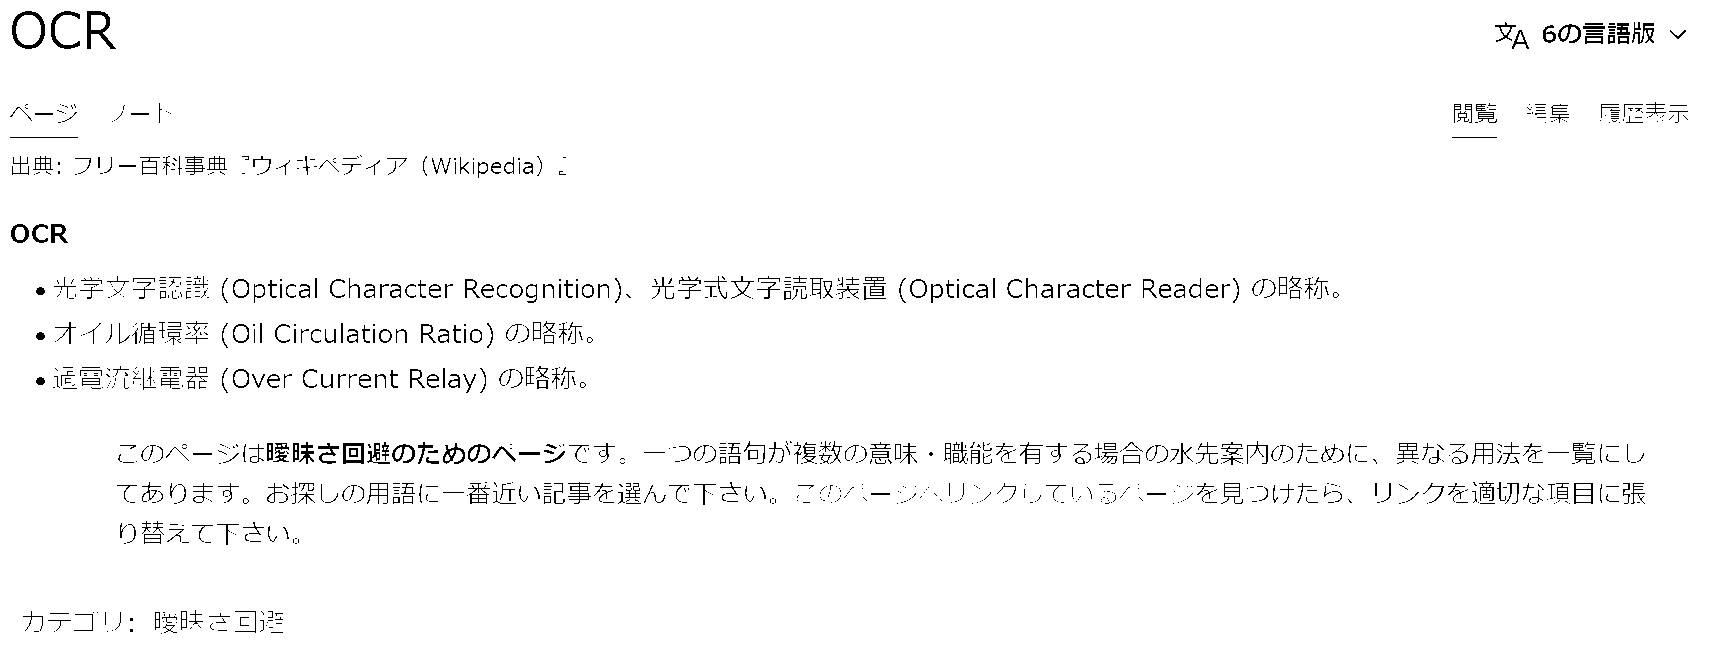 OCR
文A 6の言語版
ページ ノート 閲覧 編集 履歴表示
出典: フリー百科事典『ウィキペディア（Wikipedia）』
OCR
• 光学文字認識 (Optical Character Recognition)、光学式文字読取装置 (Optical Character Reader) の略称。
• オイル循環率 (Oil Circulation Ratio) の略称。
• 過電流継電器 (Over Current Relay) の略称。
このページは曖昧さ回避のためのページです。一つの語句が複数の意味・職能を有する場合の水先案内のために、異なる用法を一覧にし
てあります。お探しの用語に一番近い記事を選んで下さい。このページへリンクしているページを見つけたら、リンクを適切な項目に張
り替えて下さい。
カテゴリ: 曖昧さ回避